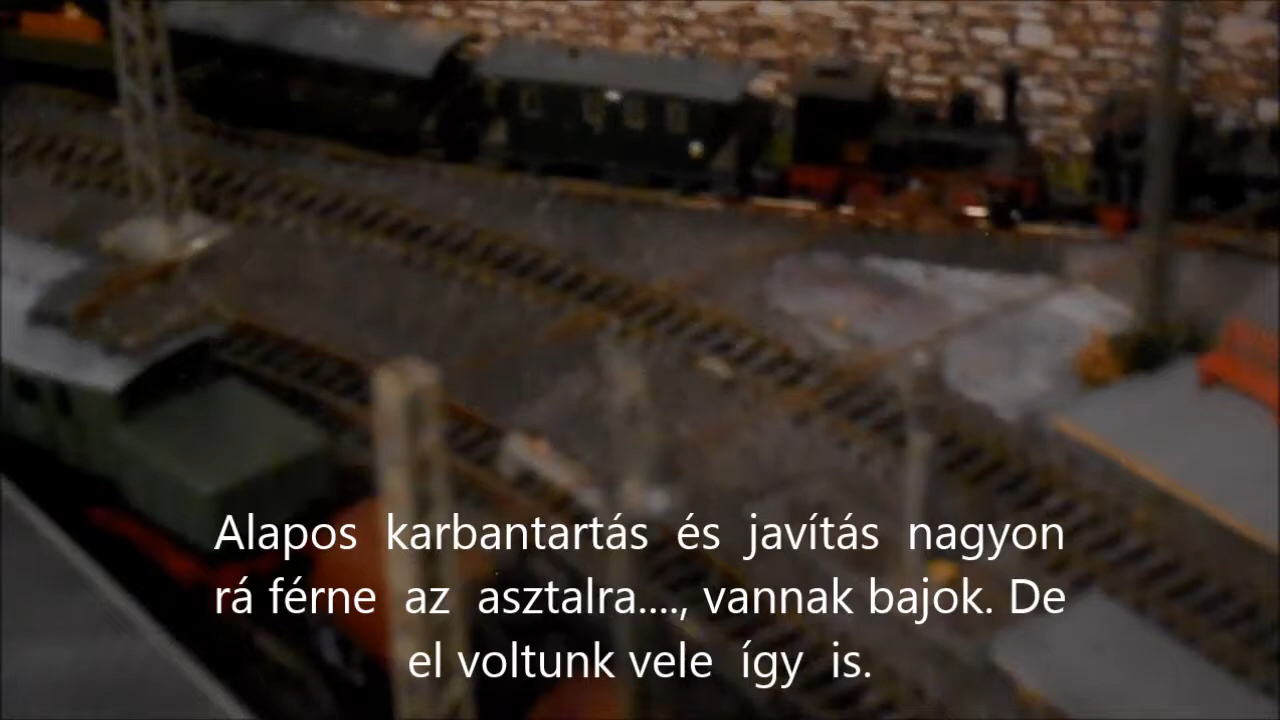 Alapos karbantartás és javítás nagyon
rá férne az asztalra...., vannak bajok. De
el voltunk vele így is.